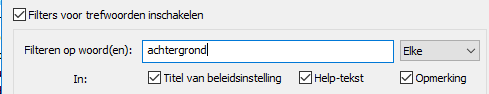 Filters voor trefwoorden inschakelen
Filteren op woord(en): achtergrond Elke
In: Titel van beleidsinstelling Help-tekst Opmerking